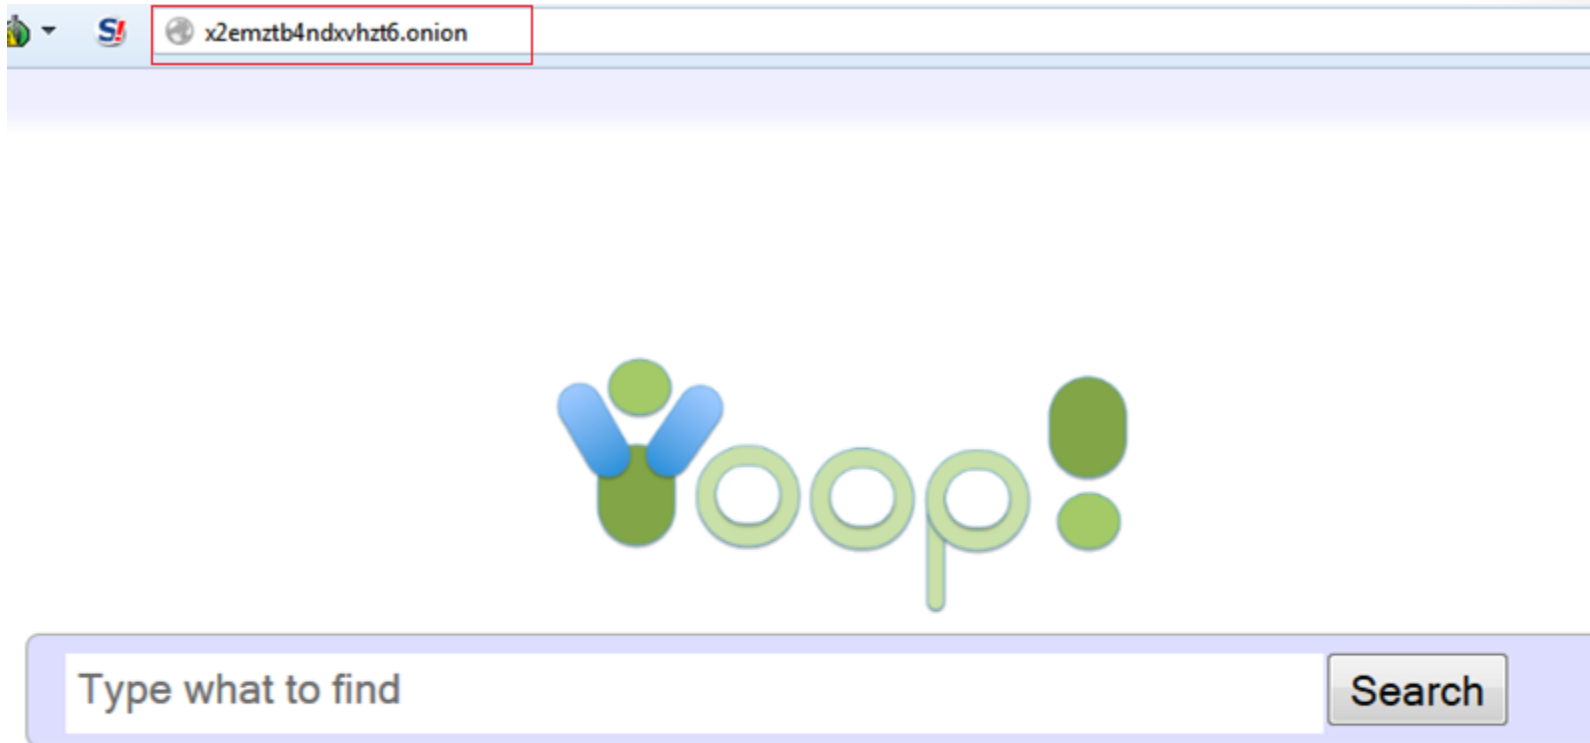 S!
x2emztb4ndxvhzt6.onion
Yoop!
Type what to find
Search